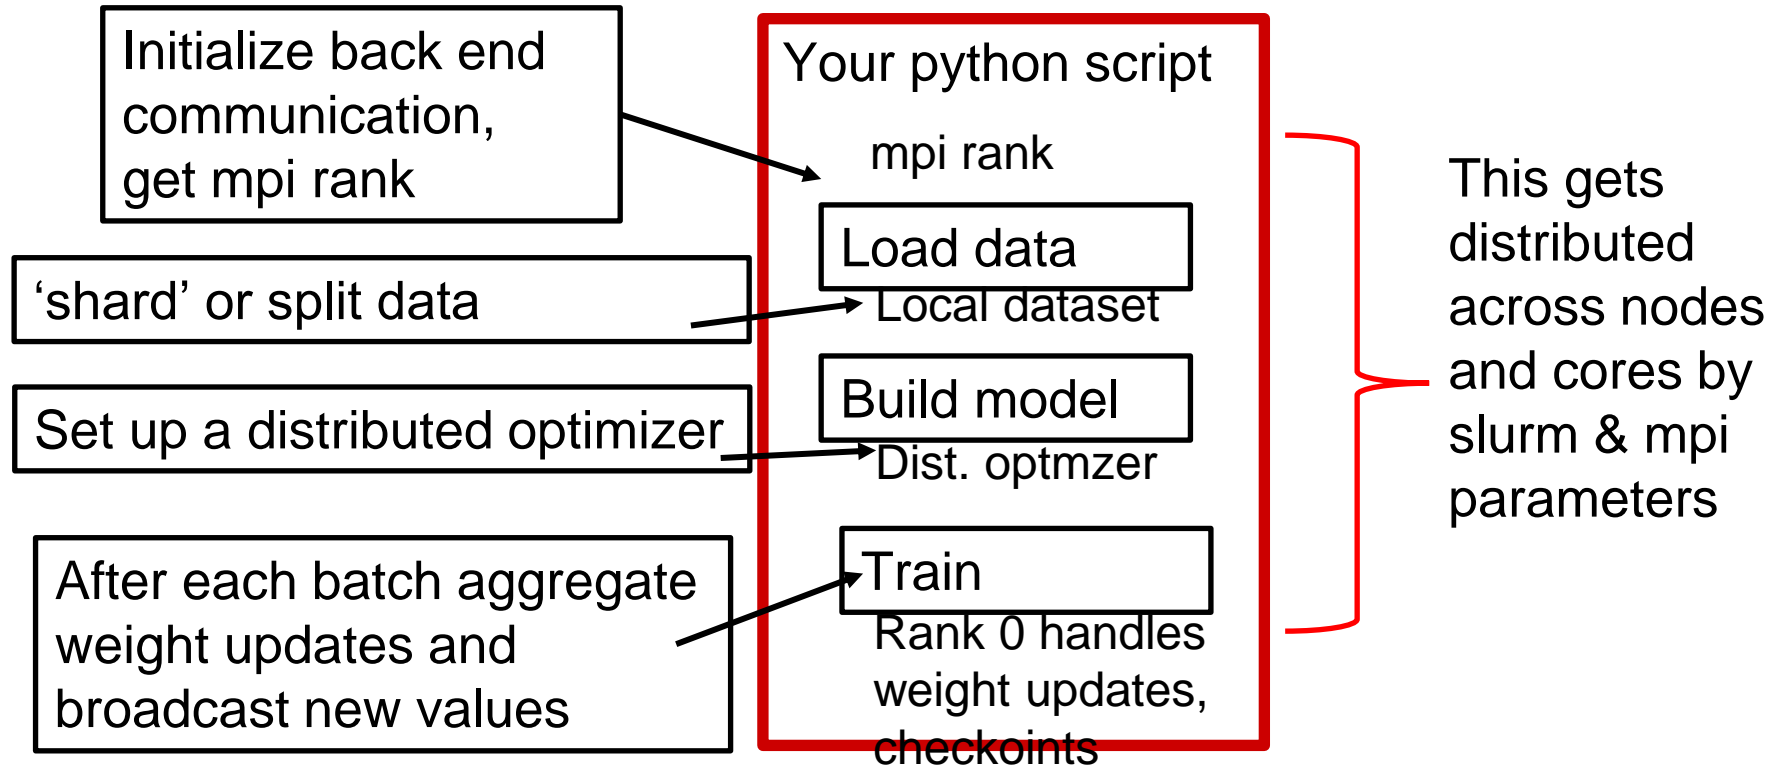 Initialize back end
communication,
get mpi rank
‘shard’ or split data
Set up a distributed optimizer
After each batch aggregate
weight updates and
broadcast new values
Your python script
mpi rank
Load data
Local dataset
Build model
Dist. optmzer
Train
Rank 0 handles
weight updates,
checkoints
This gets
distributed
across nodes
and cores by
slurm & mpi
parameters